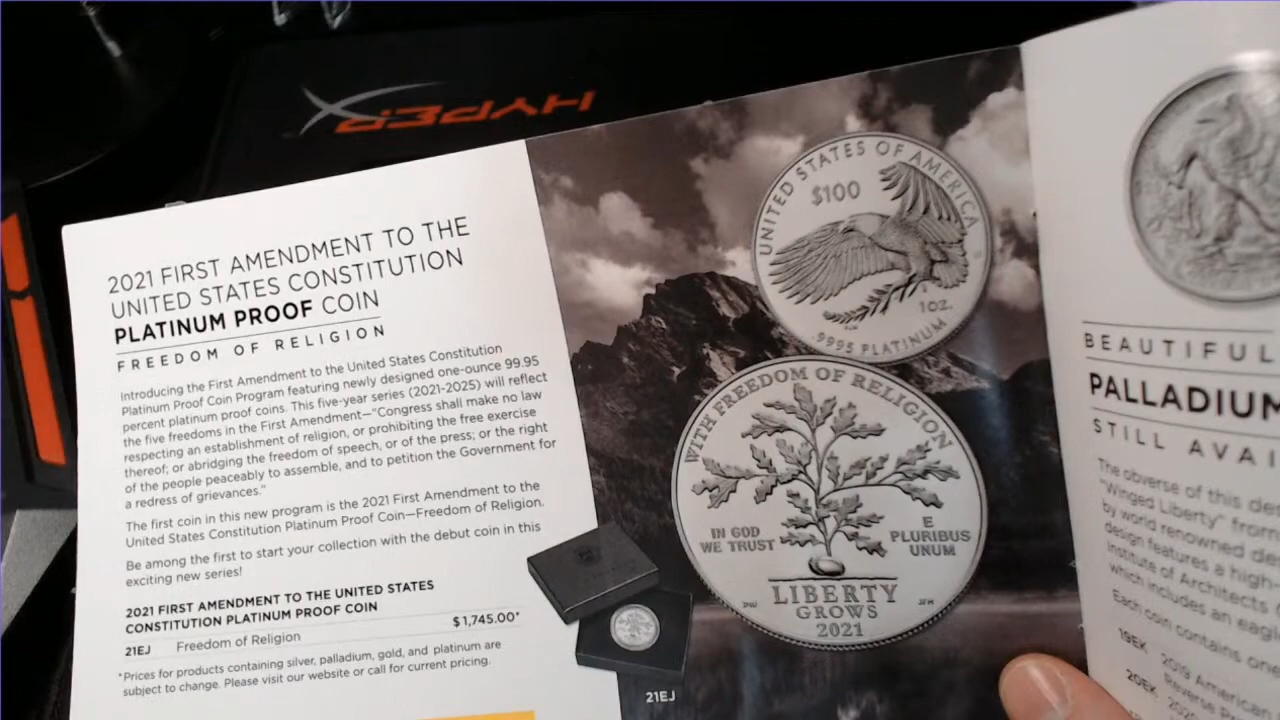 HYPERX
2021 FIRST AMENDMENT TO THE
UNITED STATES CONSTITUTION
PLATINUM PROOF COIN
FREEDOM OF RELIGION
Introducing the First Amendment to the United States Constitution
Platinum Proof Coin Program featuring newly designed one-ounce 99.95
percent platinum proof coins. This five-year series (2021-2025) will reflect
the five freedoms in the First Amendment—“Congress shall make no law
respecting an establishment of religion, or prohibiting the free exercise
thereof; or abridging the freedom of speech, or of the press; or the right
of the people peaceably to assemble, and to petition the Government for
a redress of grievances.”
The first coin in this new program is the 2021 First Amendment to the
United States Constitution Platinum Proof Coin—Freedom of Religion.
Be among the first to start your collection with the debut coin in this
exciting new series!
2021 FIRST AMENDMENT TO THE UNITED STATES
CONSTITUTION PLATINUM PROOF COIN
21EJ Freedom of Religion $1,745.00*
*Prices for products containing silver, palladium, gold, and platinum are
subject to change. Please visit our website or call for current pricing.
UNITED STATES OF AMERICA
$100
1 OZ.
.9995 PLATINUM
WITH FREEDOM OF RELIGION
IN GOD
WE TRUST
E
PLURIBUS
UNUM
LIBERTY
GROWS
2021
21EJ
BEAUTIFUL
PALLADIUM
STILL AVAI
The obverse of this des
"Winged Liberty" from
by world renowned de
design features a high-
Institute of Architects
which includes an eagl
Each coin contains one
19EK 2019 American
Reverse P
20EK 202